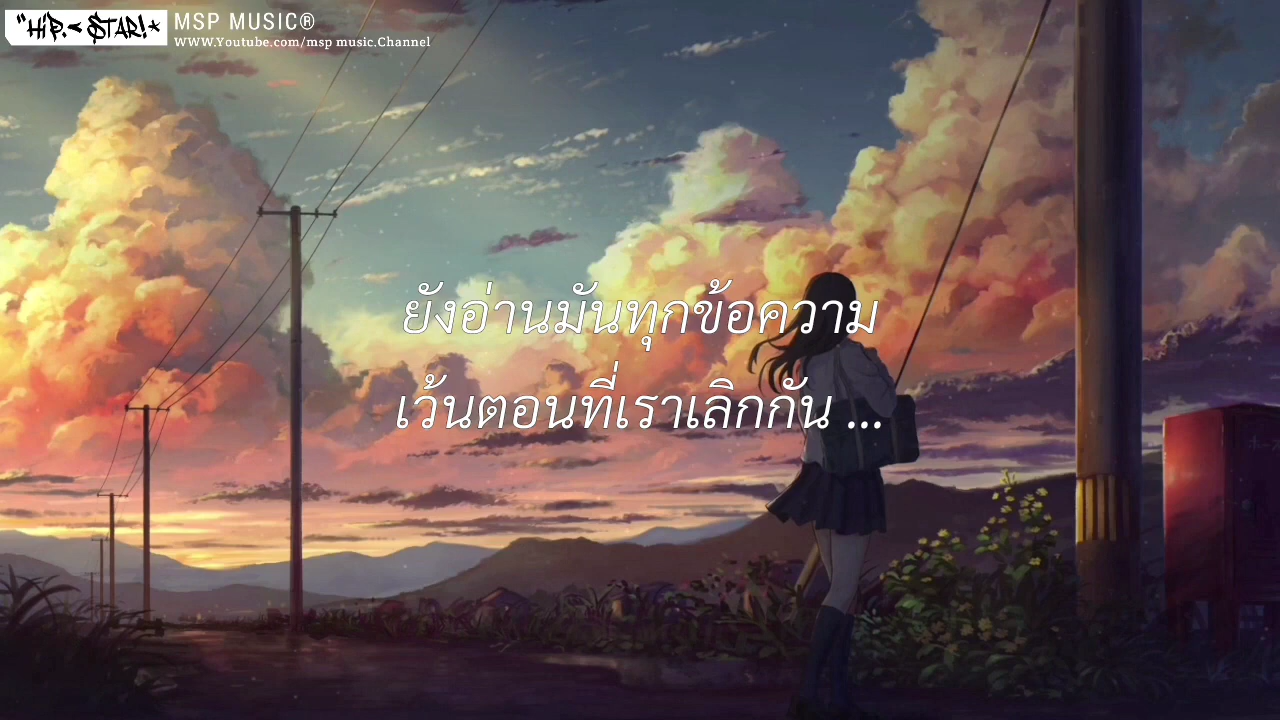 "HIP.< STAR!★
MSP MUSIC®
WWW.Youtube.com/msp music.Channel
ยังอ่านมันทุกข้อความ
เว้นตอนที่เราเลิกกัน ...